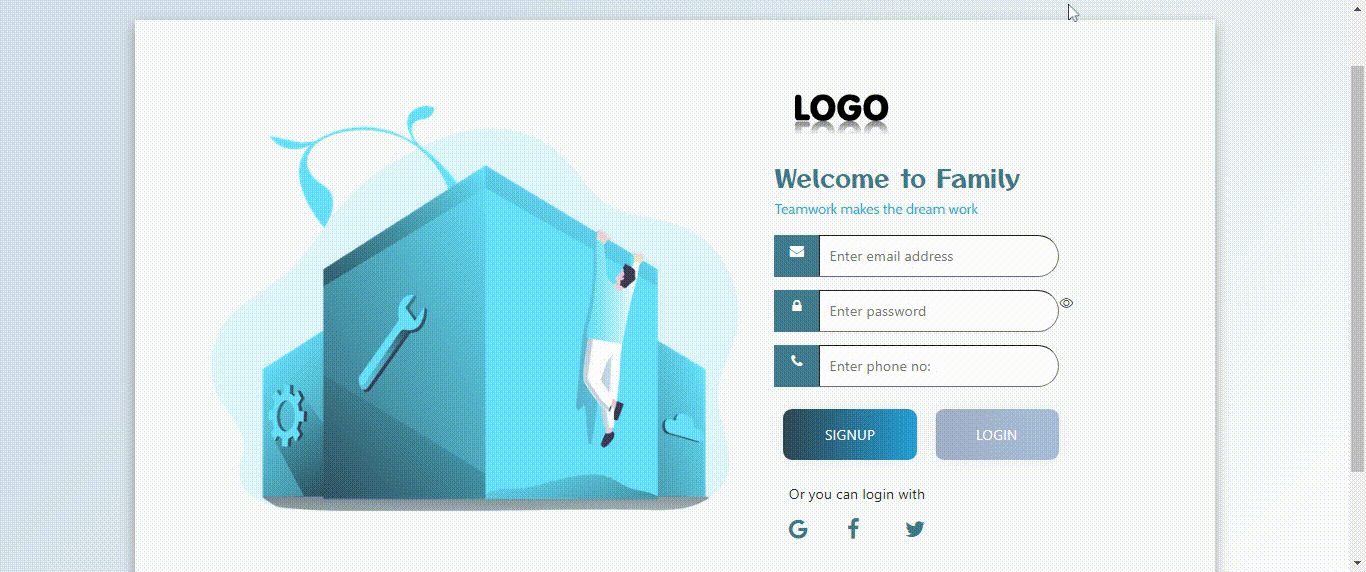 LOGO
Welcome to Family
Teamwork makes the dream work
Enter email address
Enter password
Enter phone no:
SIGNUP LOGIN
Or you can login with